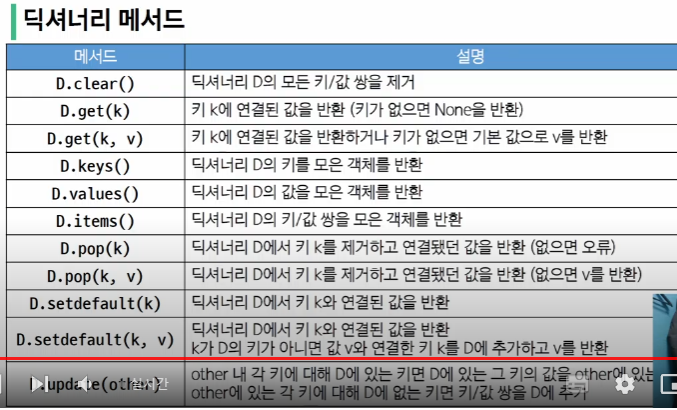 딕셔너리 메서드
메서드 설명
D.clear() 딕셔너리 D의 모든 키/값 쌍을 제거
D.get(k) 키 k에 연결된 값을 반환 (키가 없으면 None을 반환)
D.get(k, v) 키 k에 연결된 값을 반환하거나 키가 없으면 기본 값으로 v를 반환
D.keys() 딕셔너리 D의 키를 모은 객체를 반환
D.values() 딕셔너리 D의 값을 모은 객체를 반환
D.items() 딕셔너리 D의 키/값 쌍을 모은 객체를 반환
D.pop(k) 딕셔너리 D에서 키 k를 제거하고 연결됐던 값을 반환 (없으면 오류)
D.pop(k, v) 딕셔너리 D에서 키 k를 제거하고 연결됐던 값을 반환 (없으면 v를 반환)
D.setdefault(k) 딕셔너리 D에서 키 k와 연결된 값을 반환
D.setdefault(k, v) 딕셔너리 D에서 키 k와 연결된 값을 반환
k가 D의 키가 아니면 값 v와 연결한 키 k를 D에 추가하고 v를 반환
update(other) other 내 각 키에 대해 D에 있는 키면 D에 있는 그 키의 값을 other에 있는
other에 있는 각 키에 대해 D에 없는 키면 키/값 쌍을 D에 추가
실시간